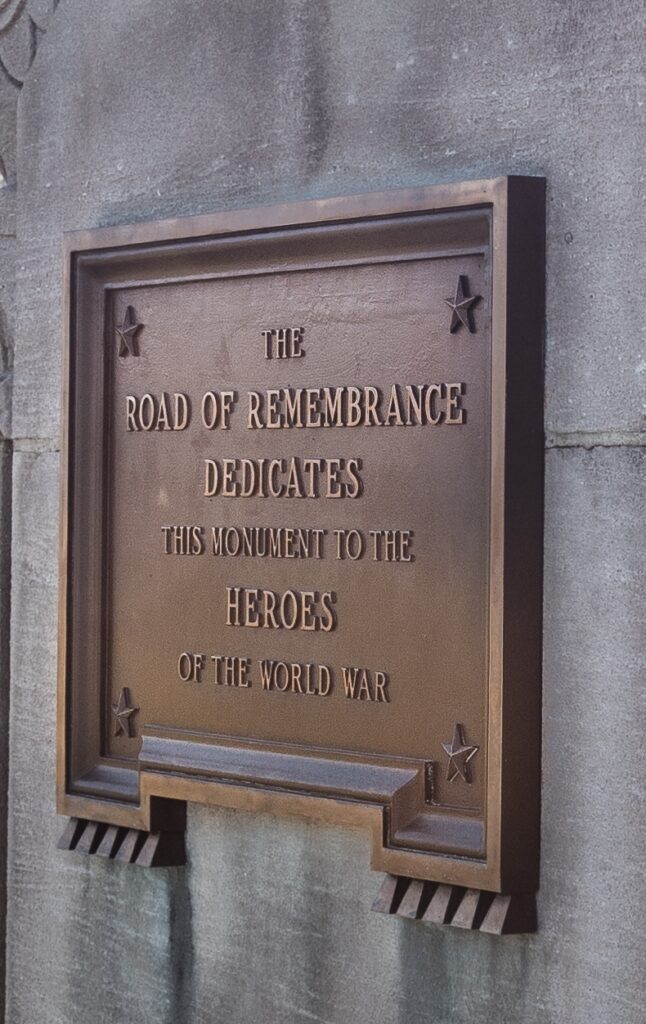 THE
ROAD OF REMEMBRANCE
DEDICATES
THIS MONUMENT TO THE
HEROES
OF THE WORLD WAR